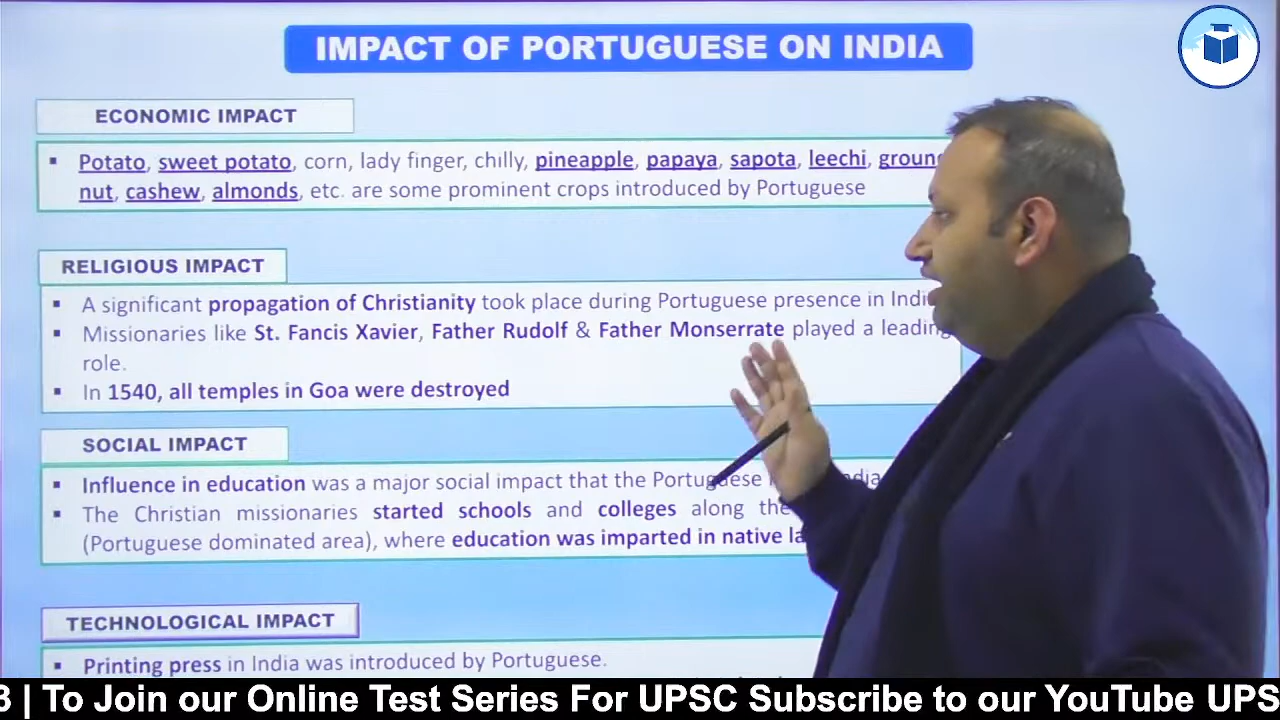 IMPACT OF PORTUGUESE ON INDIA
ECONOMIC IMPACT
▪ Potato, sweet potato, corn, lady finger, chilly, pineapple, papaya, sapota, leechi, groun
nut, cashew, almonds, etc. are some prominent crops introduced by Portuguese
RELIGIOUS IMPACT
▪ A significant propagation of Christianity took place during Portuguese presence in Indi
▪ Missionaries like St. Fancis Xavier, Father Rudolf & Father Monserrate played a leading
role.
▪ In 1540, all temples in Goa were destroyed
SOCIAL IMPACT
▪ Influence in education was a major social impact that the Portuguese
▪ The Christian missionaries started schools and colleges along the
(Portuguese dominated area), where education was imparted in native la
TECHNOLOGICAL IMPACT
▪ Printing press in India was introduced by Portuguese.
3 | To Join our Online Test Series For UPSC Subscribe to our YouTube UPS